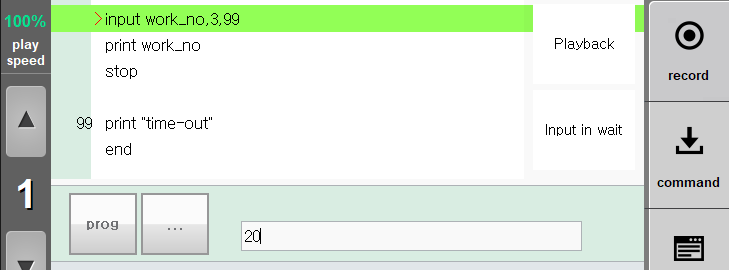 100%
play
speed
1
>input work_no,3,99
print work_no
stop
99 print "time-out"
end
Playback
Input in wait
prog
...
20
record
command